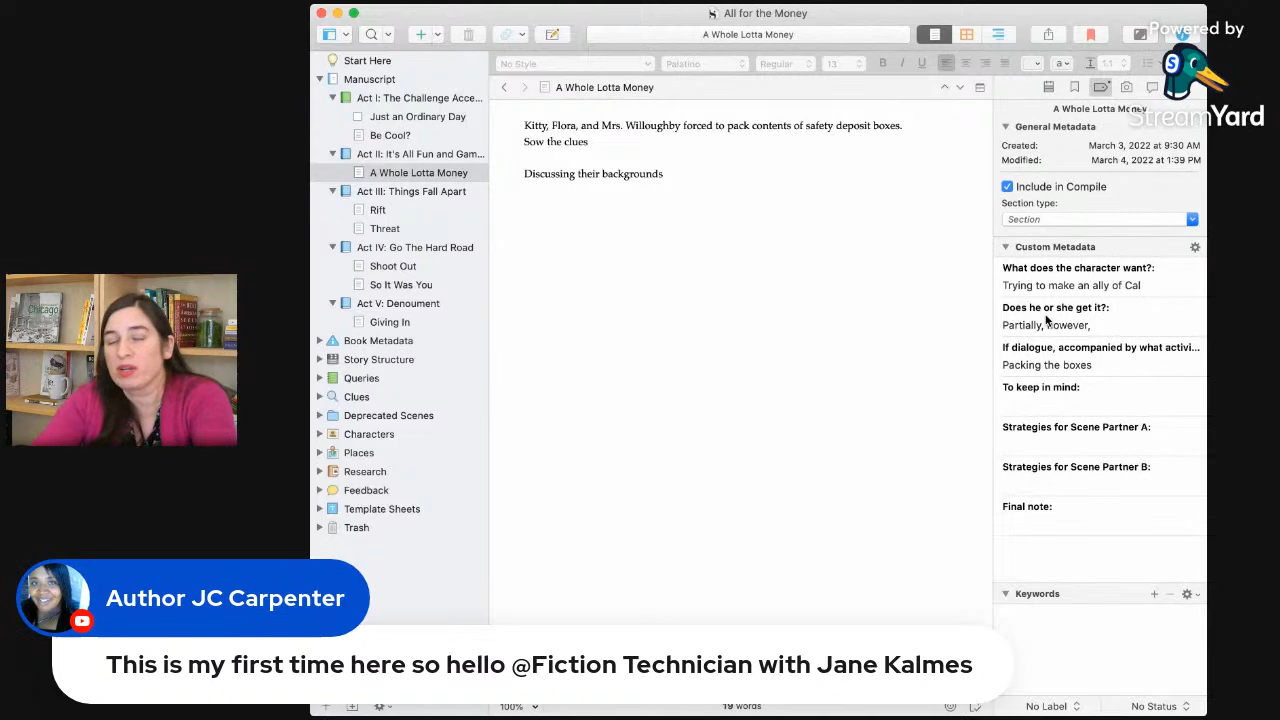 All for the Money
A Whole Lotta Money
Powered by
StreamYard
No Style
Palatino
Regular
13
B I U
a
1.1
Start Here
Manuscript
Act I: The Challenge Acce...
Just an Ordinary Day
Be Cool?
Act II: It's All Fun and Gam...
A Whole Lotta Money
Act III: Things Fall Apart
Rift
Threat
Act IV: Go The Hard Road
Shoot Out
So It Was You
Act V: Denoument
Giving In
Book Metadata
Story Structure
Queries
Clues
Deprecated Scenes
Characters
Places
Research
Feedback
Template Sheets
Trash
A Whole Lotta Money
Kitty, Flora, and Mrs. Willoughby forced to pack contents of safety deposit boxes.
Sow the clues
Discussing their backgrounds
100%
19 words
A Whole Lotta Money
General Metadata
Created: March 3, 2022 at 9:30 AM
Modified: March 4, 2022 at 1:39 PM
Include in Compile
Section type:
Section
Custom Metadata
What does the character want?:
Trying to make an ally of Cal
Does he or she get it?:
Partially, however,
If dialogue, accompanied by what activi...
Packing the boxes
To keep in mind:
Strategies for Scene Partner A:
Strategies for Scene Partner B:
Final note:
Keywords
No Label
No Status
Chicago
Author JC Carpenter
This is my first time here so hello @Fiction Technician with Jane Kalmes